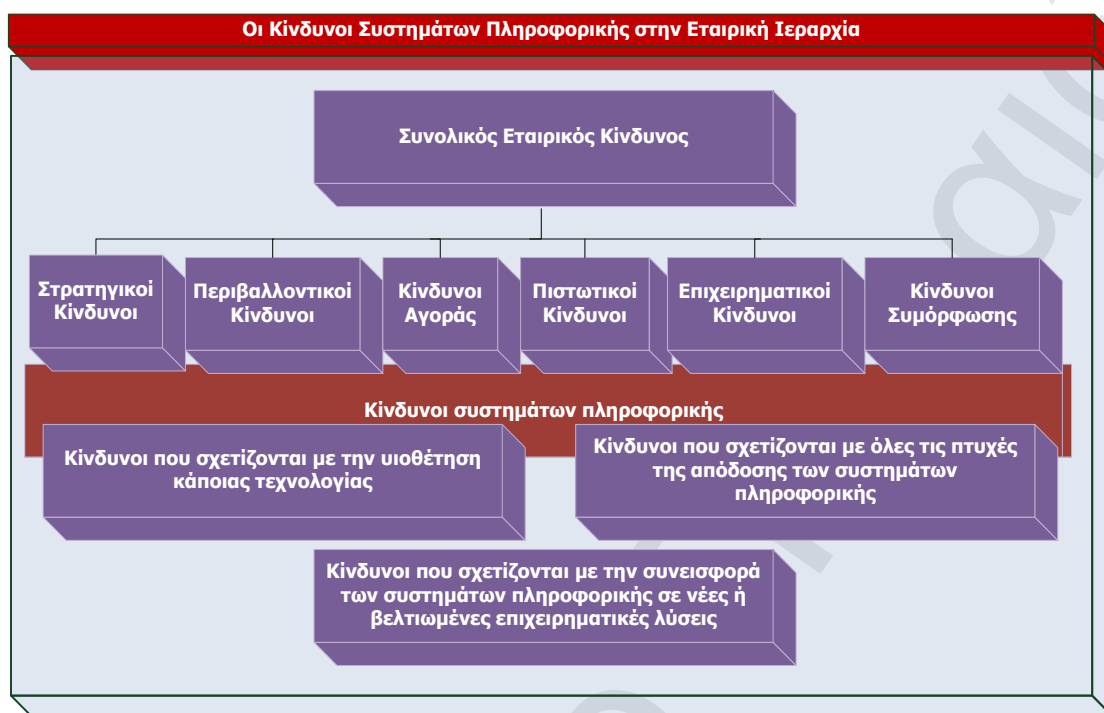 Οι Κίνδυνοι Συστημάτων Πληροφορικής στην Εταιρική Ιεραρχία
Συνολικός Εταιρικός Κίνδυνος
Στρατηγικοί
Κίνδυνοι
Περιβαλλοντικοί
Κίνδυνοι
Κίνδυνοι
Αγοράς
Πιστωτικοί
Κίνδυνοι
Επιχειρηματικοί
Κίνδυνοι
Κίνδυνοι
Συμόρφωσης
Κίνδυνοι συστημάτων πληροφορικής
Κίνδυνοι που σχετίζονται με την υιοθέτηση
κάποιας τεχνολογίας
Κίνδυνοι που σχετίζονται με όλες τις πτυχές
της απόδοσης των συστημάτων
πληροφορικής
Κίνδυνοι που σχετίζονται με την συνεισφορά
των συστημάτων πληροφορικής σε νέες ή
βελτιωμένες επιχειρηματικές λύσεις